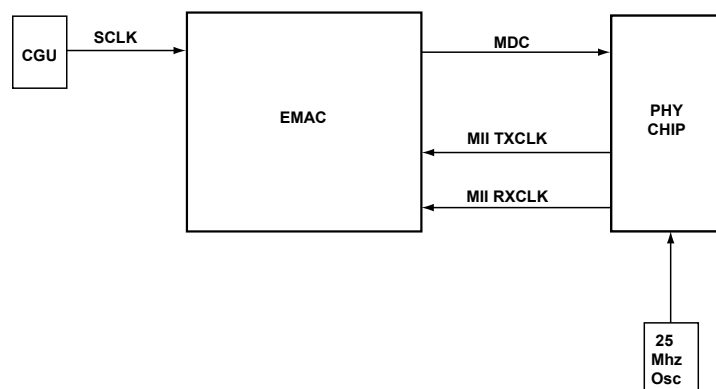 SCLK
CGU
MDC
EMAC
PHY
CHIP
MII TXCLK
MII RXCLK
25
Mhz
Osc